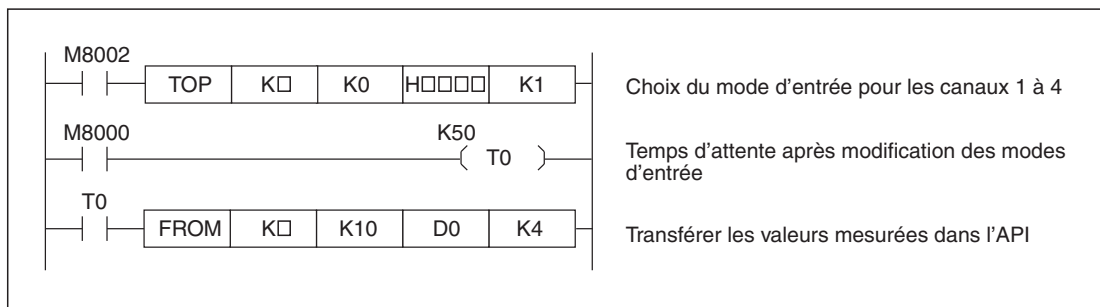 M8002
TOP K□ K0 H□□□□ K1
Choix du mode d'entrée pour les canaux 1 à 4
M8000
K50
T0
Temps d'attente après modification des modes
d'entrée
T0
FROM K□ K10 D0 K4
Transférer les valeurs mesurées dans l'API